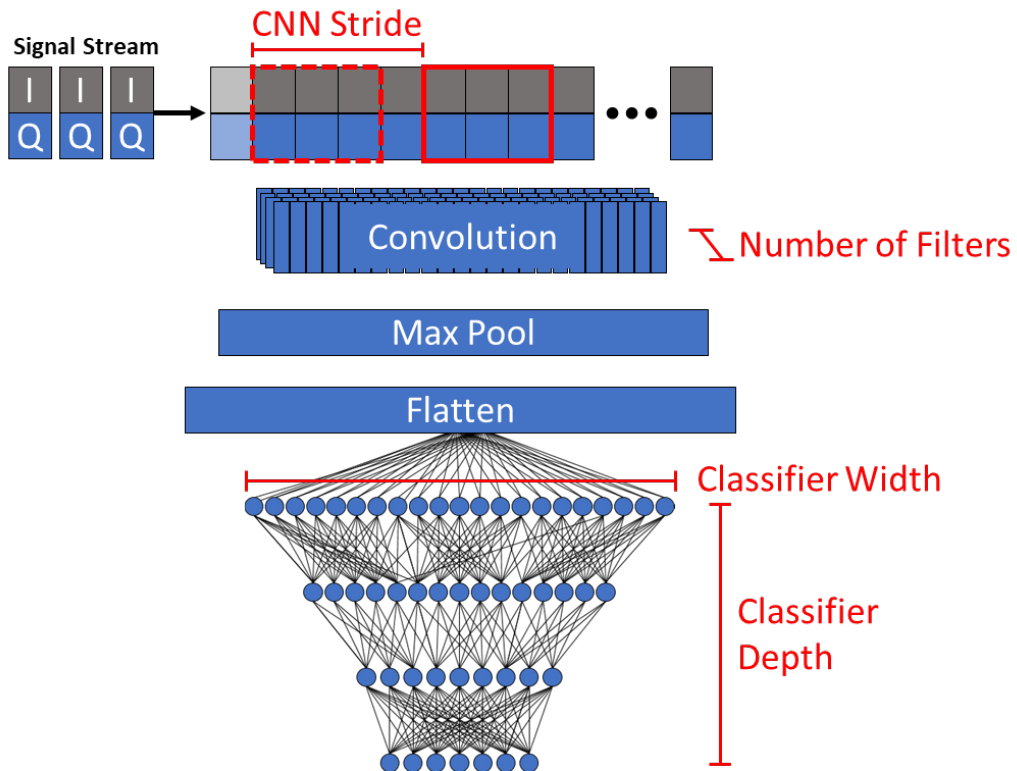 CNN Stride
Signal Stream
I I I
Q Q Q
Convolution
Number of Filters
Max Pool
Flatten
Classifier Width
Classifier
Depth